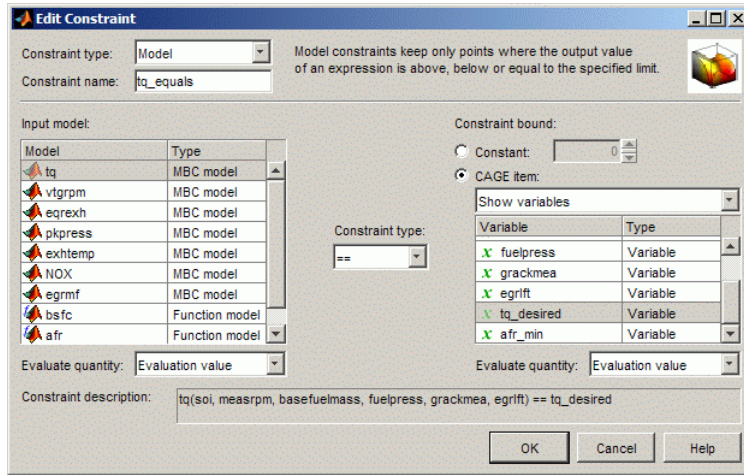 Edit Constraint
Constraint type: Model
Model constraints keep only points where the output value
of an expression is above, below or equal to the specified limit.
Constraint name: tq_equals
Input model:
Model Type
tq MBC model
vtgrpm MBC model
eqrexh MBC model
pkpress MBC model
exhtemp MBC model
NOX MBC model
egrmf MBC model
bsfc Function model
afr Function model
Evaluate quantity: Evaluation value
Constraint type:
==
Constraint bound:
Constant: 0
CAGE item:
Show variables
Variable Type
x fuelpress Variable
x grackmea Variable
x egrlft Variable
x tq_desired Variable
x afr_min Variable
Evaluate quantity: Evaluation value
Constraint description: tq(soi, measrpm, basefuelmass, fuelpress, grackmea, egrlft) == tq_desired
OK Cancel Help